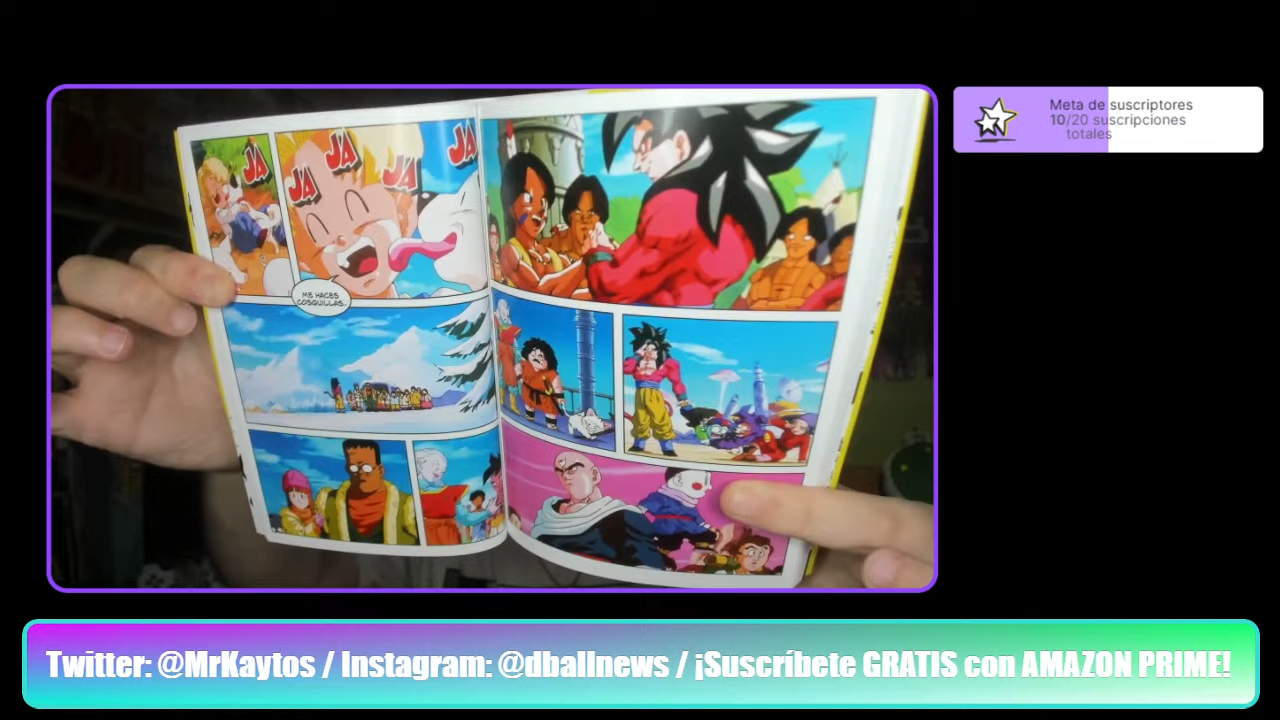 JA
JA
JA
JA
JA
ME HACES
COSQUILLAS.
Meta de suscriptores
10/20 suscripciones
totales
Twitter: @MrKaytos / Instagram: @dballnews / ¡Suscríbete GRATIS con AMAZON PRIME!